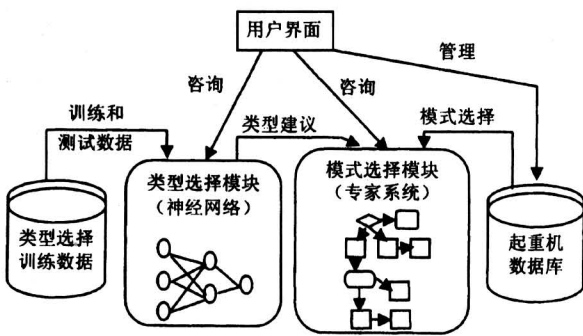 用户界面
管理
咨询
咨询
训练和
测试数据
类型建议
模式选择
类型选择模块
（神经网络）
模式选择模块
（专家系统）
类型选择
训练数据
起重机
数据库